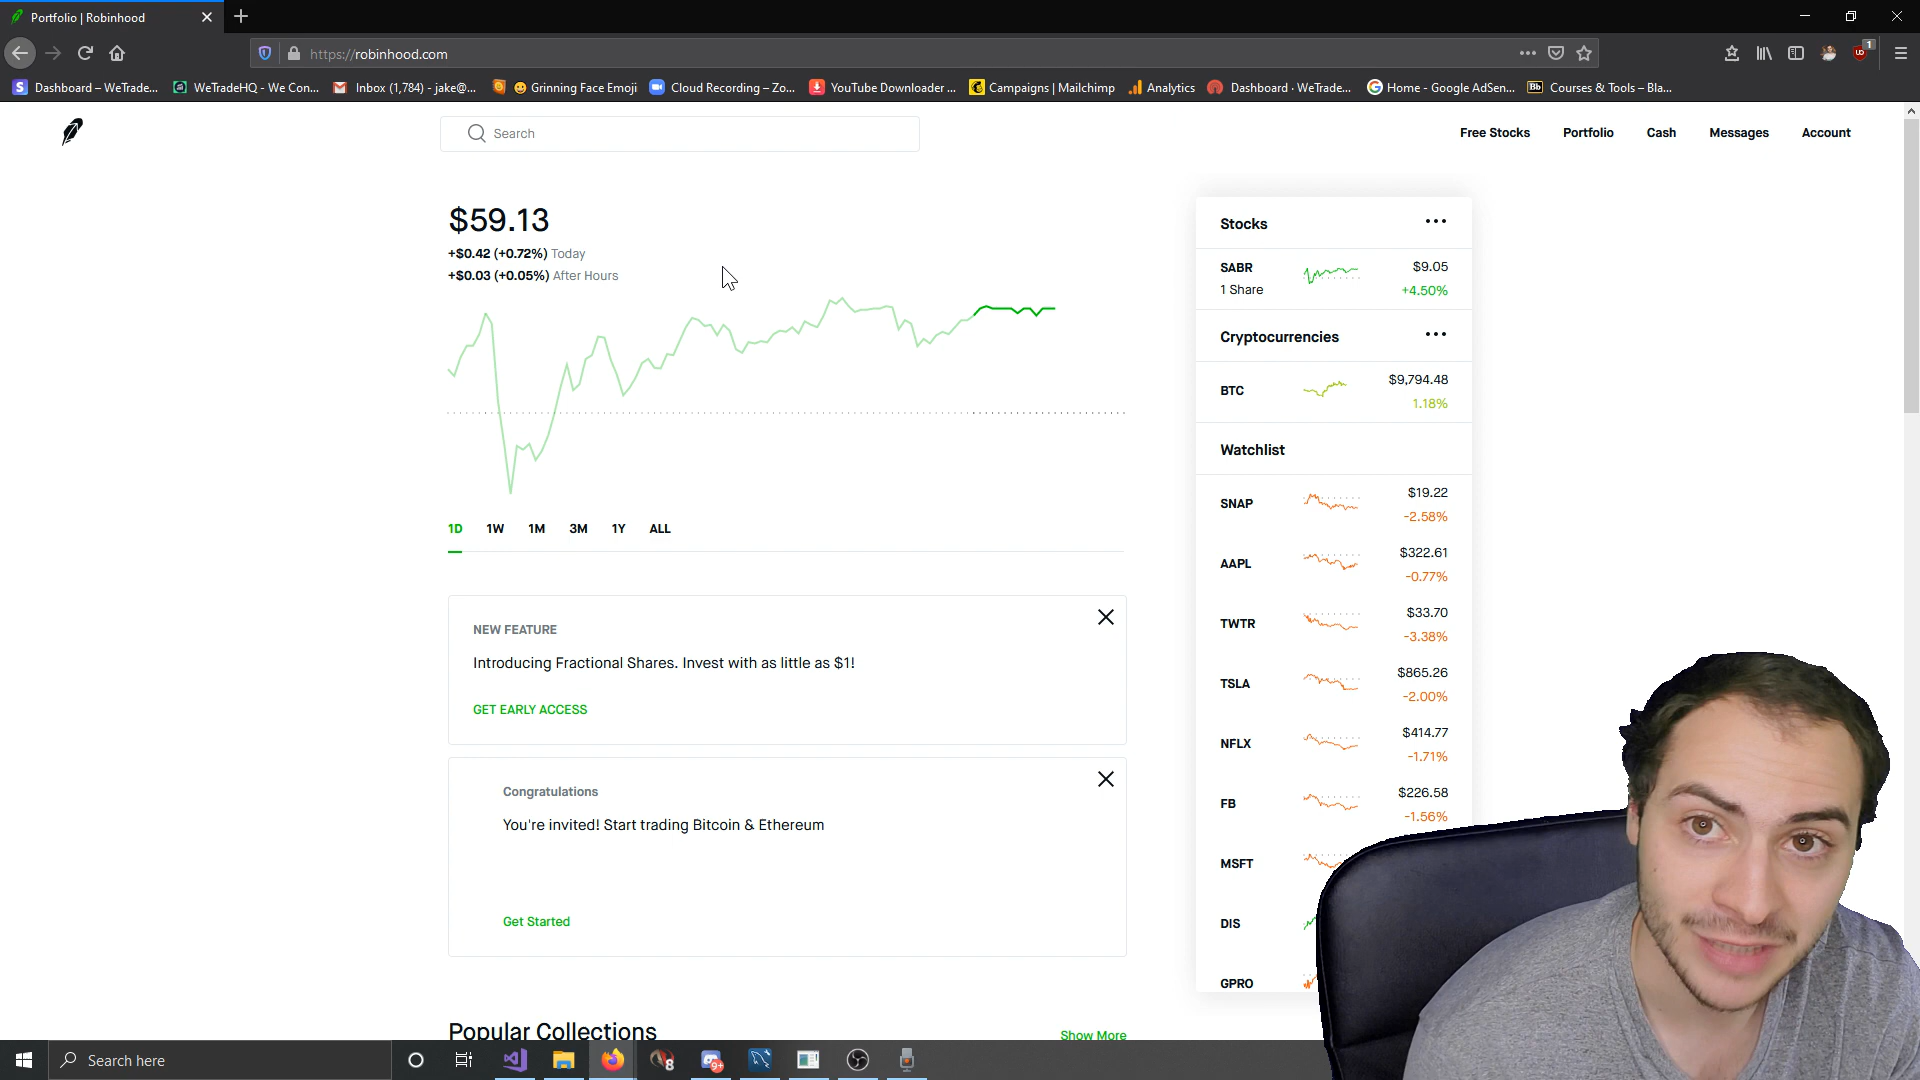 Portfolio | Robinhood
https://robinhood.com
1
Dashboard – WeTrade...
WeTradeHQ - We Con...
Inbox (1,784) - jake@...
😀 Grinning Face Emoji
Cloud Recording – Zo...
YouTube Downloader ...
Campaigns | Mailchimp
Analytics
Dashboard · WeTrade...
Home - Google AdSen...
Bb Courses & Tools – Bla...
Search
Free Stocks
Portfolio
Cash
Messages
Account
$59.13
+$0.42 (+0.72%) Today
+$0.03 (+0.05%) After Hours
1D 1W 1M 3M 1Y ALL
NEW FEATURE
Introducing Fractional Shares. Invest with as little as $1!
GET EARLY ACCESS
Congratulations
You're invited! Start trading Bitcoin & Ethereum
Get Started
Popular Collections
Show More
Stocks
SABR $9.05
1 Share +4.50%
Cryptocurrencies
BTC $9,794.48
1.18%
Watchlist
SNAP $19.22
-2.58%
AAPL $322.61
-0.77%
TWTR $33.70
-3.38%
TSLA $865.26
-2.00%
NFLX $414.77
-1.71%
FB $226.58
-1.56%
MSFT
DIS
GPRO
Search here
8
9+